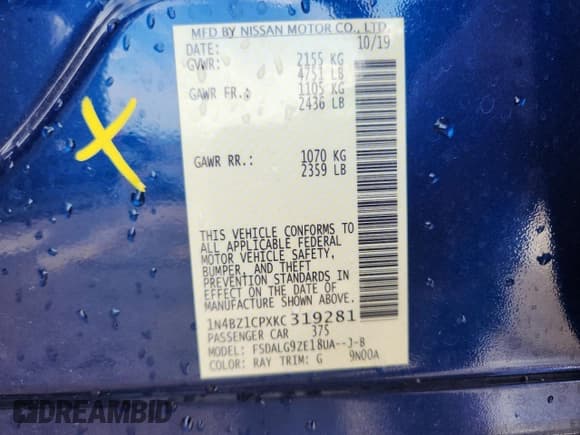 MFD BY NISSAN MOTOR CO., LTD.
DATE: 10/19
GVWR: 2155 KG
4751 LB
GAWR FR.: 1105 KG
2436 LB
GAWR RR.: 1070 KG
2359 LB
THIS VEHICLE CONFORMS TO
ALL APPLICABLE FEDERAL
MOTOR VEHICLE SAFETY,
BUMPER, AND THEFT
PREVENTION STANDARDS IN
EFFECT ON THE DATE OF
MANUFACTURE SHOWN ABOVE.
1N4BZ1CPXKC319281
PASSENGER CAR 375
MODEL: FSDALG9ZE18UA--J-B
COLOR: RAY TRIM: G 9N00A
DREAMBID